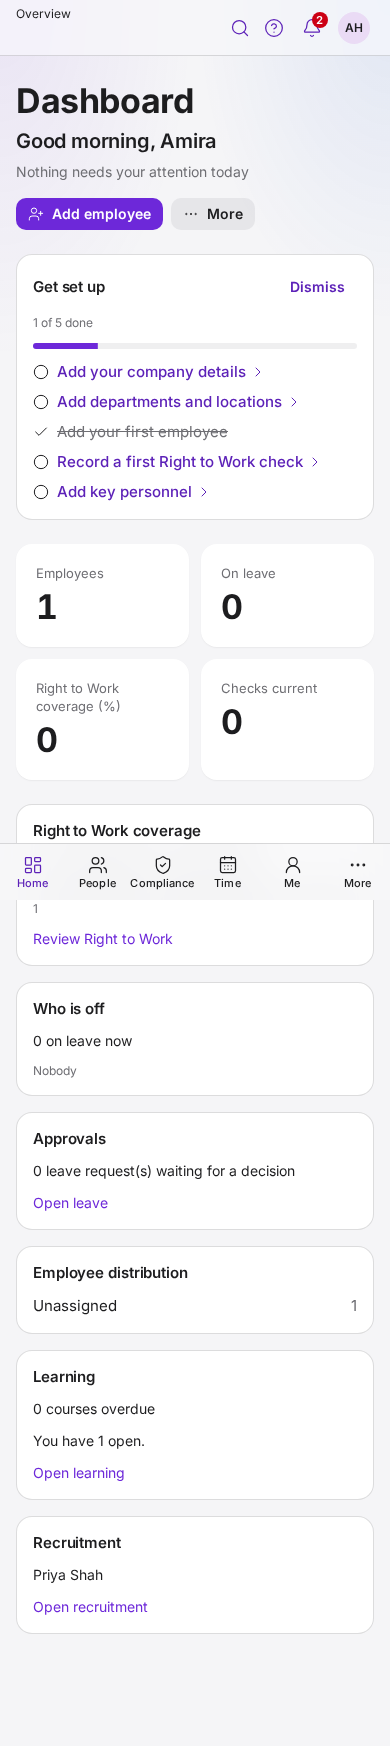 Overview
2
AH
Dashboard
Good morning, Amira
Nothing needs your attention today
Add employee
More
Get set up
Dismiss
1 of 5 done
Add your company details
Add departments and locations
Add your first employee
Record a first Right to Work check
Add key personnel
Employees
1
On leave
0
Right to Work
coverage (%)
0
Checks current
0
Right to Work coverage
Home
People
Compliance
Time
Me
More
1
Review Right to Work
Who is off
0 on leave now
Nobody
Approvals
0 leave request(s) waiting for a decision
Open leave
Employee distribution
Unassigned
1
Learning
0 courses overdue
You have 1 open.
Open learning
Recruitment
Priya Shah
Open recruitment